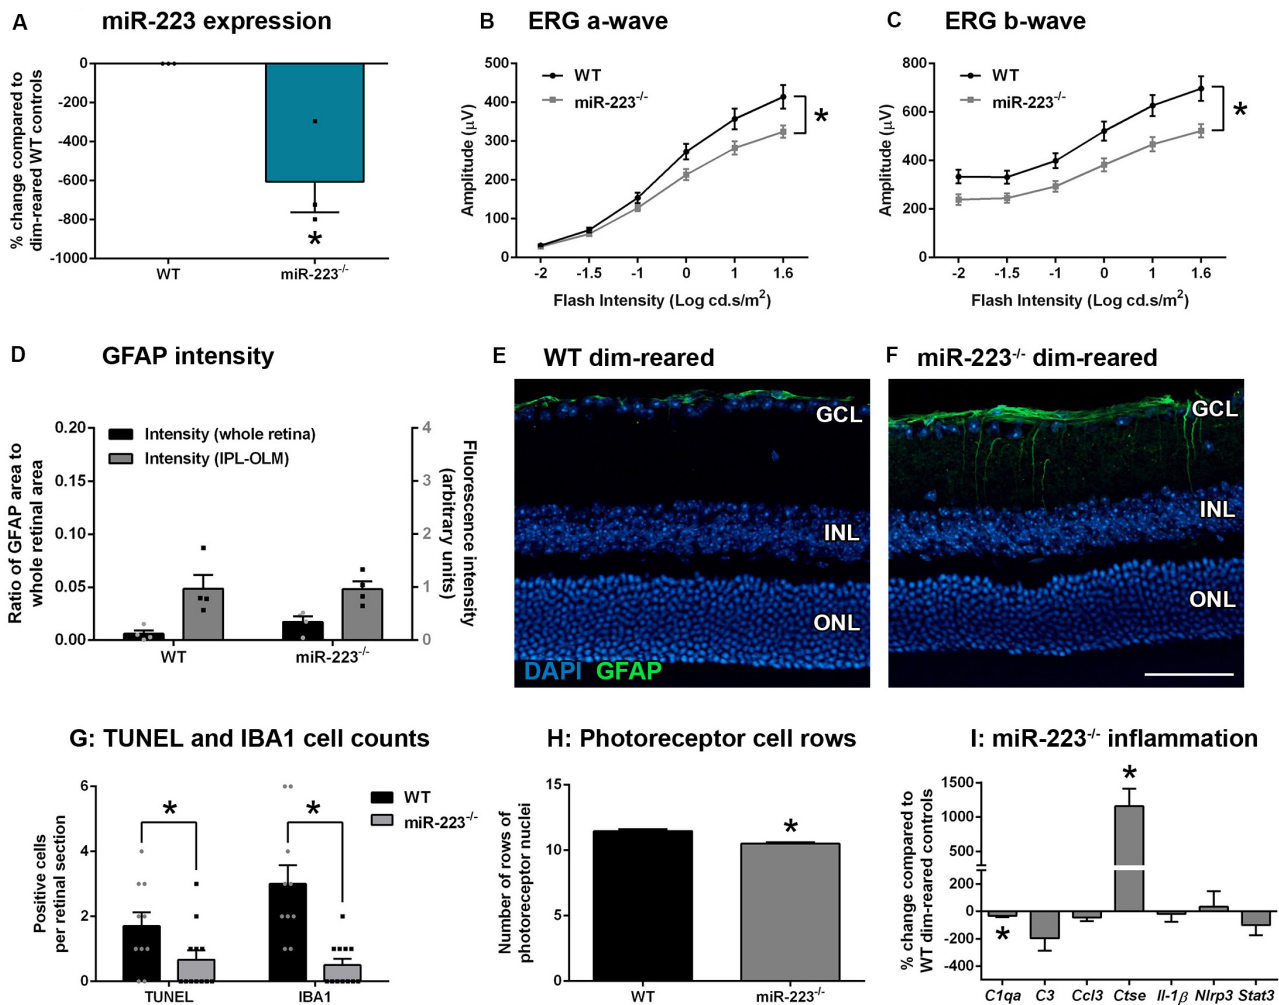 A miR-223 expression
% change compared to
dim-reared WT controls
0
-200
-400
-600
-800
-1000
*
WT miR-223-/-
B ERG a-wave
Amplitude (µV)
500
400
300
200
100
0
WT
miR-223-/-
*
-2 -1.5 -1 0 1 1.6
Flash Intensity (Log cd.s/m2)
C ERG b-wave
Amplitude (µV)
800
600
400
200
0
WT
miR-223-/-
*
-2 -1.5 -1 0 1 1.6
Flash Intensity (Log cd.s/m2)
D GFAP intensity
Ratio of GFAP area to
whole retinal area
0.20
0.15
0.10
0.05
0.00
Intensity (whole retina)
Intensity (IPL-OLM)
4
3
2
1
0
Fluorescence intensity
(arbitrary units)
WT miR-223-/-
E WT dim-reared
GCL
INL
ONL
DAPI GFAP
F miR-223-/- dim-reared
GCL
INL
ONL
G: TUNEL and IBA1 cell counts
Positive cells
per retinal section
6
4
2
0
* *
WT
miR-223-/-
TUNEL IBA1
H: Photoreceptor cell rows
Number of rows of
photoreceptor nuclei
15
10
5
0
*
WT miR-223-/-
I: miR-223-/- inflammation
% change compared to
WT dim-reared controls
1500
1000
500
200
0
-200
-400
*
*
C1qa C3 Ccl3 Ctse Il-1β Nlrp3 Stat3